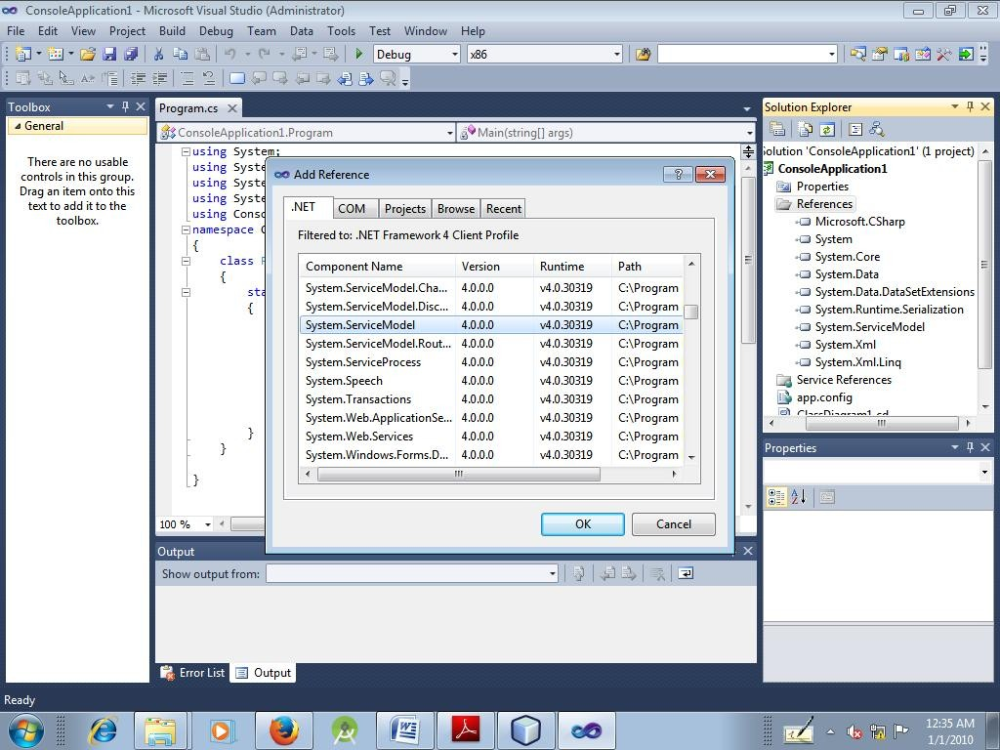 ConsoleApplication1 - Microsoft Visual Studio (Administrator)
File Edit View Project Build Debug Team Data Tools Test Window Help
Debug x86
Toolbox
General
There are no usable
controls in this group.
Drag an item onto this
text to add it to the
toolbox.
Program.cs
ConsoleApplication1.Program Main(string[] args)
using System;
using Syste
using Syste
using Syste
using Conso
namespace
{
class
{
sta
{
}
}
}
100 %
Add Reference
.NET COM Projects Browse Recent
Filtered to: .NET Framework 4 Client Profile
Component Name Version Runtime Path
System.ServiceModel.Cha... 4.0.0.0 v4.0.30319 C:\Program
System.ServiceModel.Disc... 4.0.0.0 v4.0.30319 C:\Program
System.ServiceModel 4.0.0.0 v4.0.30319 C:\Program
System.ServiceModel.Rout... 4.0.0.0 v4.0.30319 C:\Program
System.ServiceProcess 4.0.0.0 v4.0.30319 C:\Program
System.Speech 4.0.0.0 v4.0.30319 C:\Program
System.Transactions 4.0.0.0 v4.0.30319 C:\Program
System.Web.ApplicationSe... 4.0.0.0 v4.0.30319 C:\Program
System.Web.Services 4.0.0.0 v4.0.30319 C:\Program
System.Windows.Forms.D... 4.0.0.0 v4.0.30319 C:\Program
OK Cancel
Output
Show output from:
Error List Output
Solution Explorer
Solution 'ConsoleApplication1' (1 project)
ConsoleApplication1
Properties
References
Microsoft.CSharp
System
System.Core
System.Data
System.Data.DataSetExtensions
System.Runtime.Serialization
System.ServiceModel
System.Xml
System.Xml.Linq
Service References
app.config
ClassDiagram1.cd
Properties
Ready
12:35 AM
1/1/2010